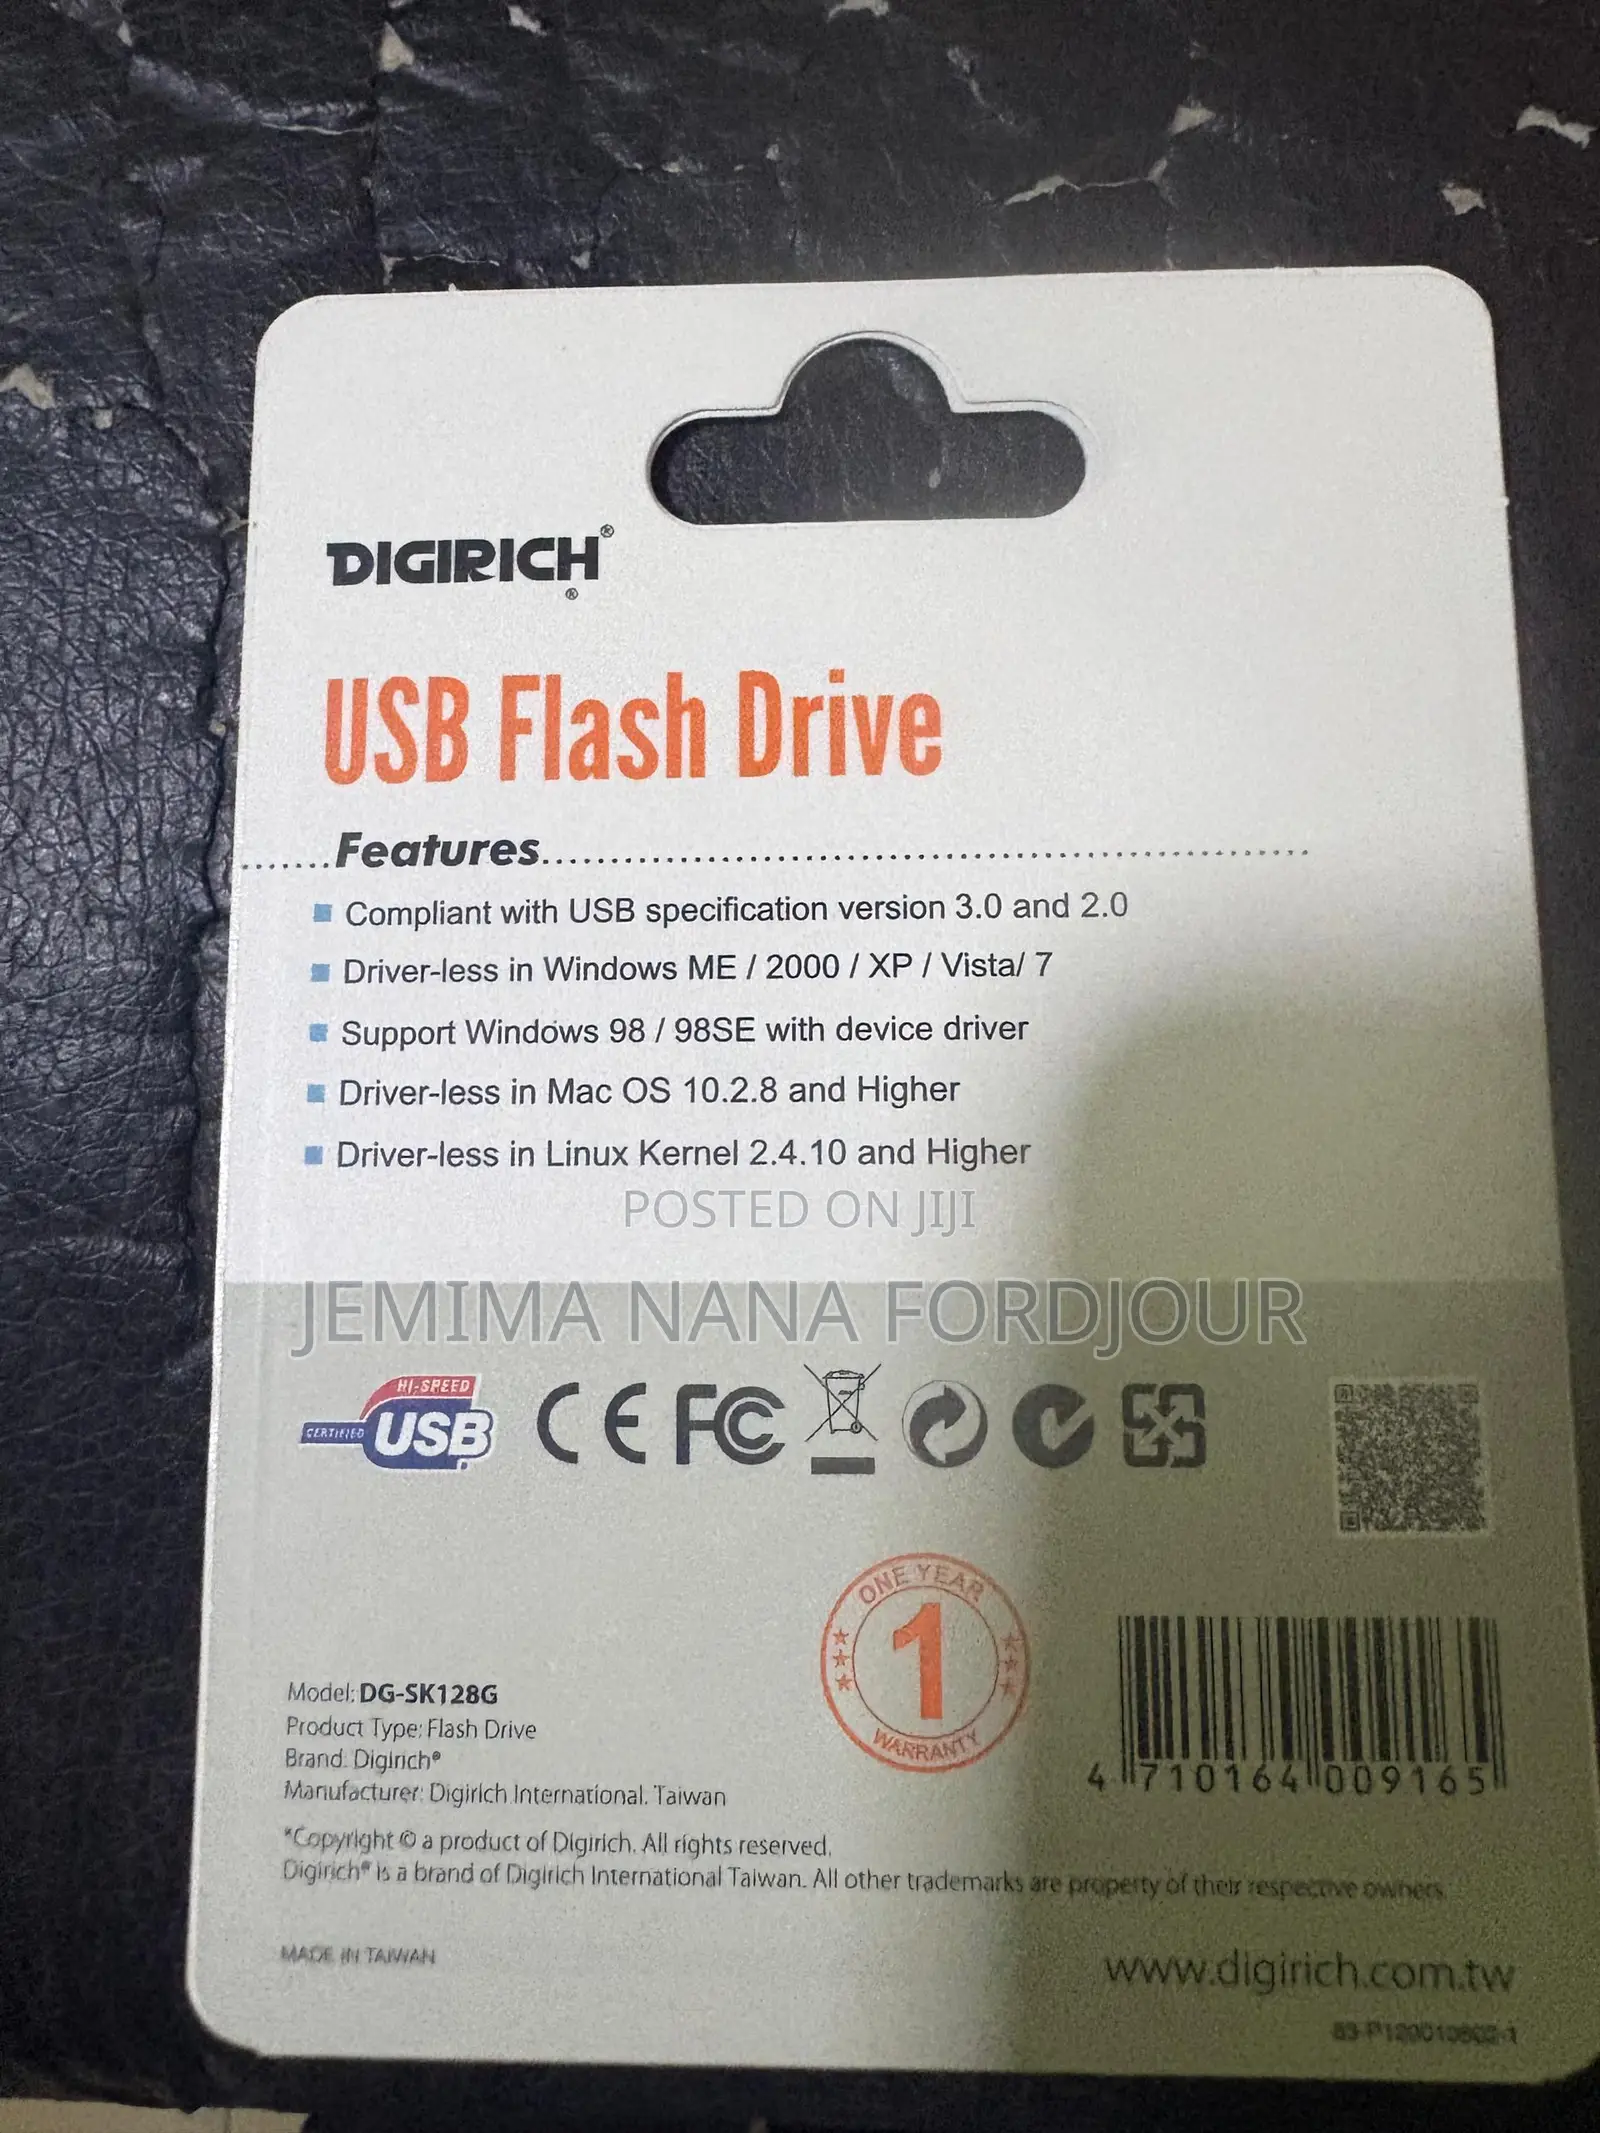 DIGIRICH®
®
USB Flash Drive
.......Features.......
Compliant with USB specification version 3.0 and 2.0
Driver-less in Windows ME / 2000 / XP / Vista/ 7
Support Windows 98 / 98SE with device driver
Driver-less in Mac OS 10.2.8 and Higher
Driver-less in Linux Kernel 2.4.10 and Higher
POSTED ON JIJI
JEMIMA NANA FORDJOUR
HI-SPEED
CERTIFIED USB
CE FC
ONE YEAR
1
WARRANTY
Model: DG-SK128G
Product Type: Flash Drive
Brand: Digirich®
Manufacturer: Digirich International. Taiwan
4 710164 009165
*Copyright © a product of Digirich. All rights reserved.
Digirich® is a brand of Digirich International Taiwan. All other trademarks are property of their respective owners.
MADE IN TAIWAN
www.digirich.com.tw